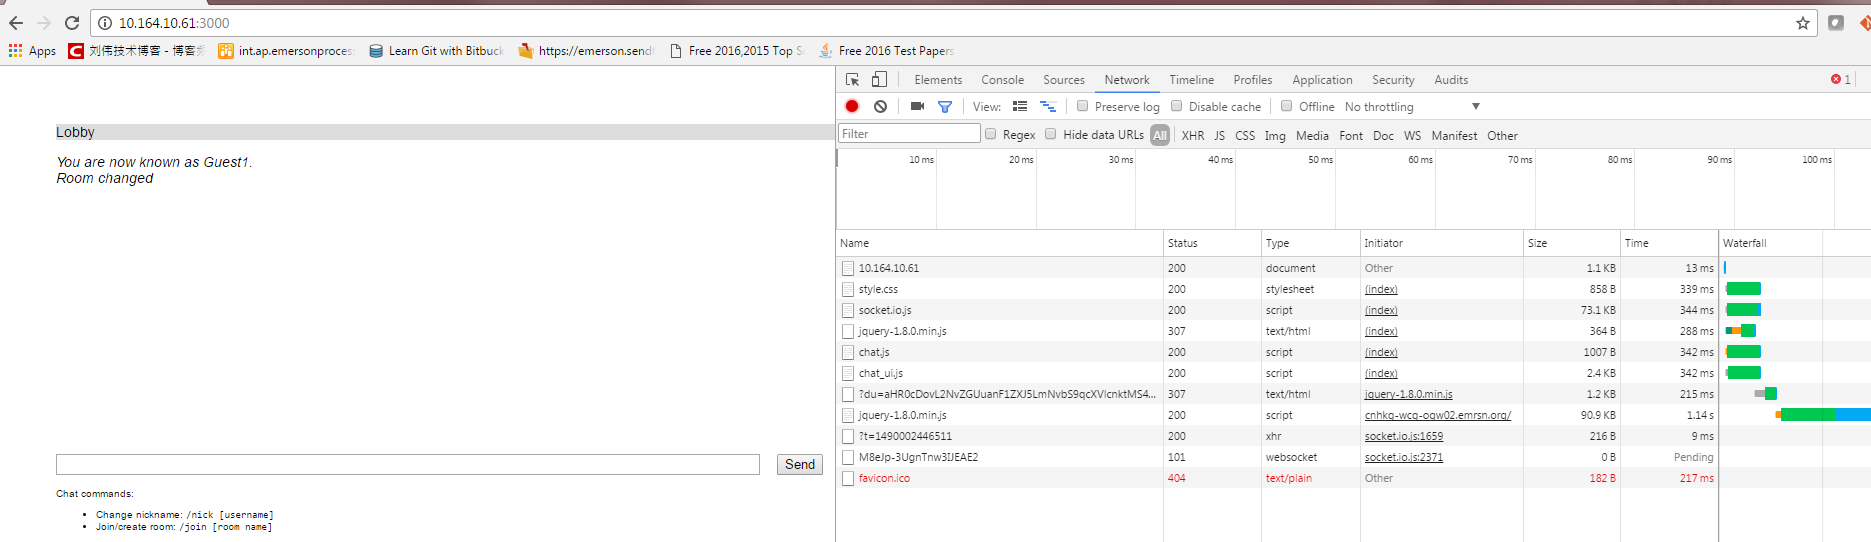 10.164.10.61:3000
Apps 刘伟技术博客 - 博客 int.ap.emersonproces Learn Git with Bitbuck https://emerson.send Free 2016,2015 Top S Free 2016 Test Papers
Elements Console Sources Network Timeline Profiles Application Security Audits 1
View: Preserve log Disable cache Offline No throttling
Filter Regex Hide data URLs All XHR JS CSS Img Media Font Doc WS Manifest Other
10 ms 20 ms 30 ms 40 ms 50 ms 60 ms 70 ms 80 ms 90 ms 100 ms
Lobby
You are now known as Guest1.
Room changed
Send
Chat commands:
• Change nickname: /nick [username]
• Join/create room: /join [room name]
Name Status Type Initiator Size Time Waterfall
10.164.10.61 200 document Other 1.1 KB 13 ms
style.css 200 stylesheet (index) 858 B 339 ms
socket.io.js 200 script (index) 73.1 KB 344 ms
jquery-1.8.0.min.js 307 text/html (index) 364 B 288 ms
chat.js 200 script (index) 1007 B 342 ms
chat_ui.js 200 script (index) 2.4 KB 342 ms
?du=aHR0cDovL2NvZGUuanF1ZXJ5LmNvbS9qcXVlcnktMS4... 307 text/html jquery-1.8.0.min.js 1.2 KB 215 ms
jquery-1.8.0.min.js 200 script cnhkg-wcg-ogw02.emrsn.org/ 90.9 KB 1.14 s
?t=1490002446511 200 xhr socket.io.js:1659 216 B 9 ms
M8eJp-3UgnTnw3IJEAE2 101 websocket socket.io.js:2371 0 B Pending
favicon.ico 404 text/plain Other 182 B 217 ms